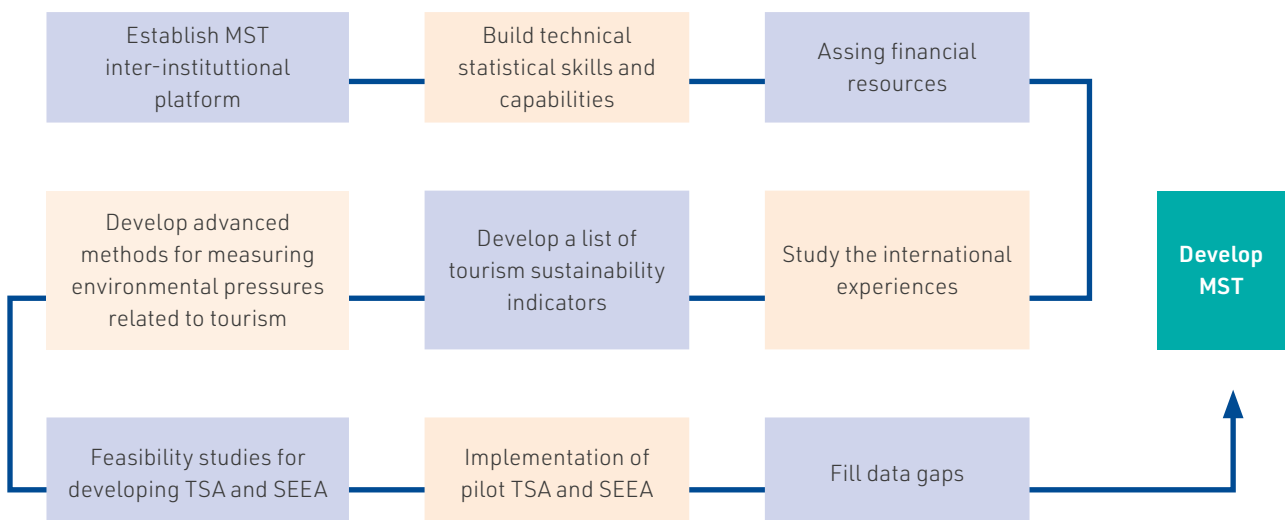 Establish MST
inter-instituttional
platform
Build technical
statistical skills and
capabilities
Assing financial
resources
Develop advanced
methods for measuring
environmental pressures
related to tourism
Develop a list of
tourism sustainability
indicators
Study the international
experiences
Develop
MST
Feasibility studies for
developing TSA and SEEA
Implementation of
pilot TSA and SEEA
Fill data gaps